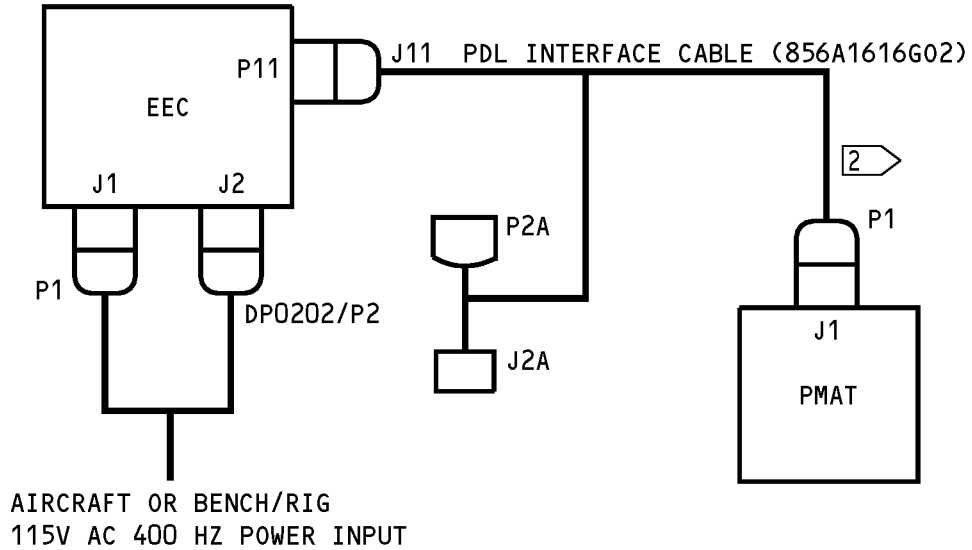 J11 PDL INTERFACE CABLE (856A1616G02)
P11
EEC
2
J1 J2
P1
P2A
P1
DP0202/P2
J1
J2A
PMAT
AIRCRAFT OR BENCH/RIG
115V AC 400 HZ POWER INPUT